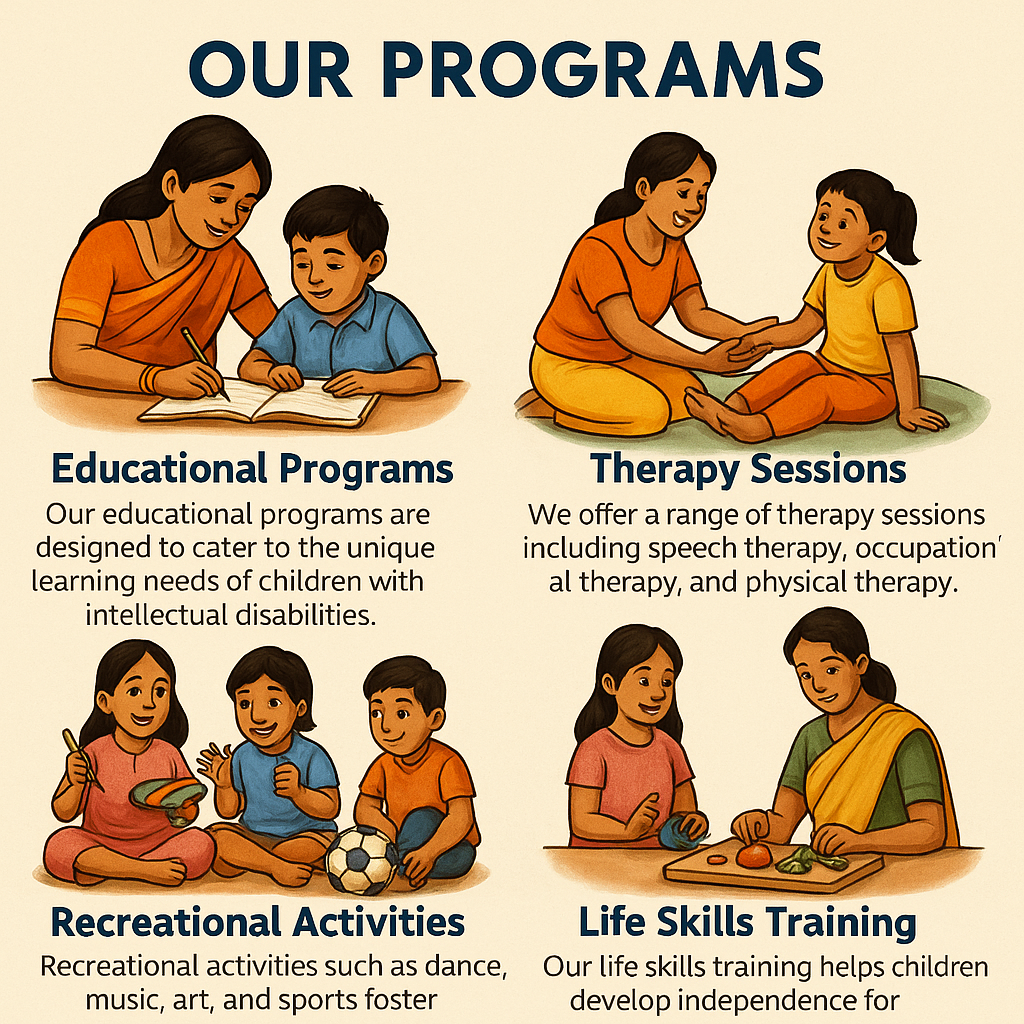 OUR PROGRAMS
Educational Programs
Our educational programs are
designed to cater to the unique
learning needs of children with
intellectual disabilities.
Therapy Sessions
We offer a range of therapy sessions
including speech therapy, occupation'
al therapy, and physical therapy.
Recreational Activities
Recreational activities such as dance,
music, art, and sports foster
Life Skills Training
Our life skills training helps children
develop independence for